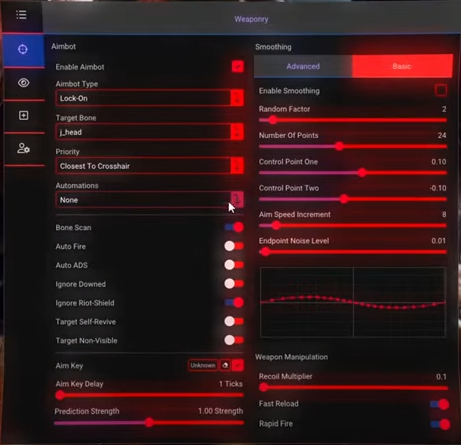 Weaponry
Aimbot
Enable Aimbot
Aimbot Type
Lock-On
Target Bone
j_head
Priority
Closest To Crosshair
Automations
None
Bone Scan
Auto Fire
Auto ADS
Ignore Downed
Ignore Riot-Shield
Target Self-Revive
Target Non-Visible
Aim Key
Unknown
Aim Key Delay 1 Ticks
Prediction Strength 1.00 Strength
Smoothing
Advanced Basic
Enable Smoothing
Random Factor 2
Number Of Points 24
Control Point One 0.10
Control Point Two -0.10
Aim Speed Increment 8
Endpoint Noise Level 0.01
Weapon Manipulation
Recoil Multiplier 0.1
Fast Reload
Rapid Fire